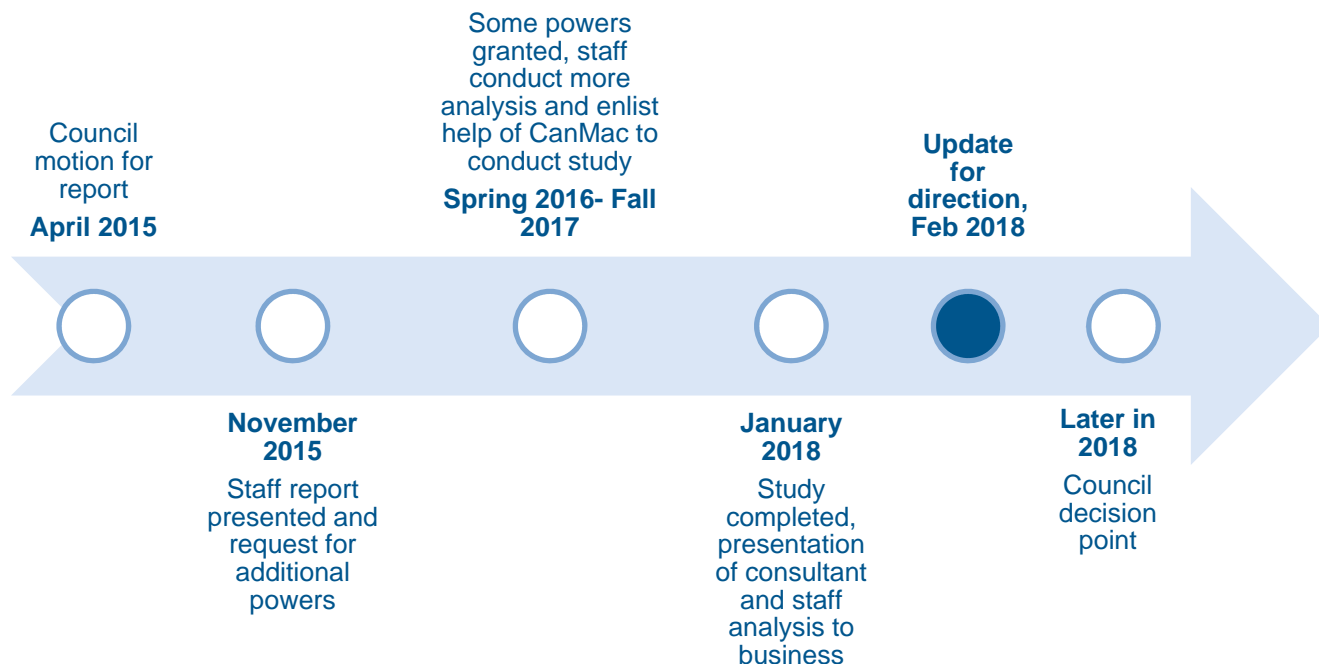 Council
motion for
report
April 2015
November
2015
Staff report
presented and
request for
additional
powers
Some powers
granted, staff
conduct more
analysis and enlist
help of CanMac to
conduct study
Spring 2016- Fall
2017
January
2018
Study
completed,
presentation
of consultant
and staff
analysis to
business
Update
for
direction,
Feb 2018
Later in
2018
Council
decision
point